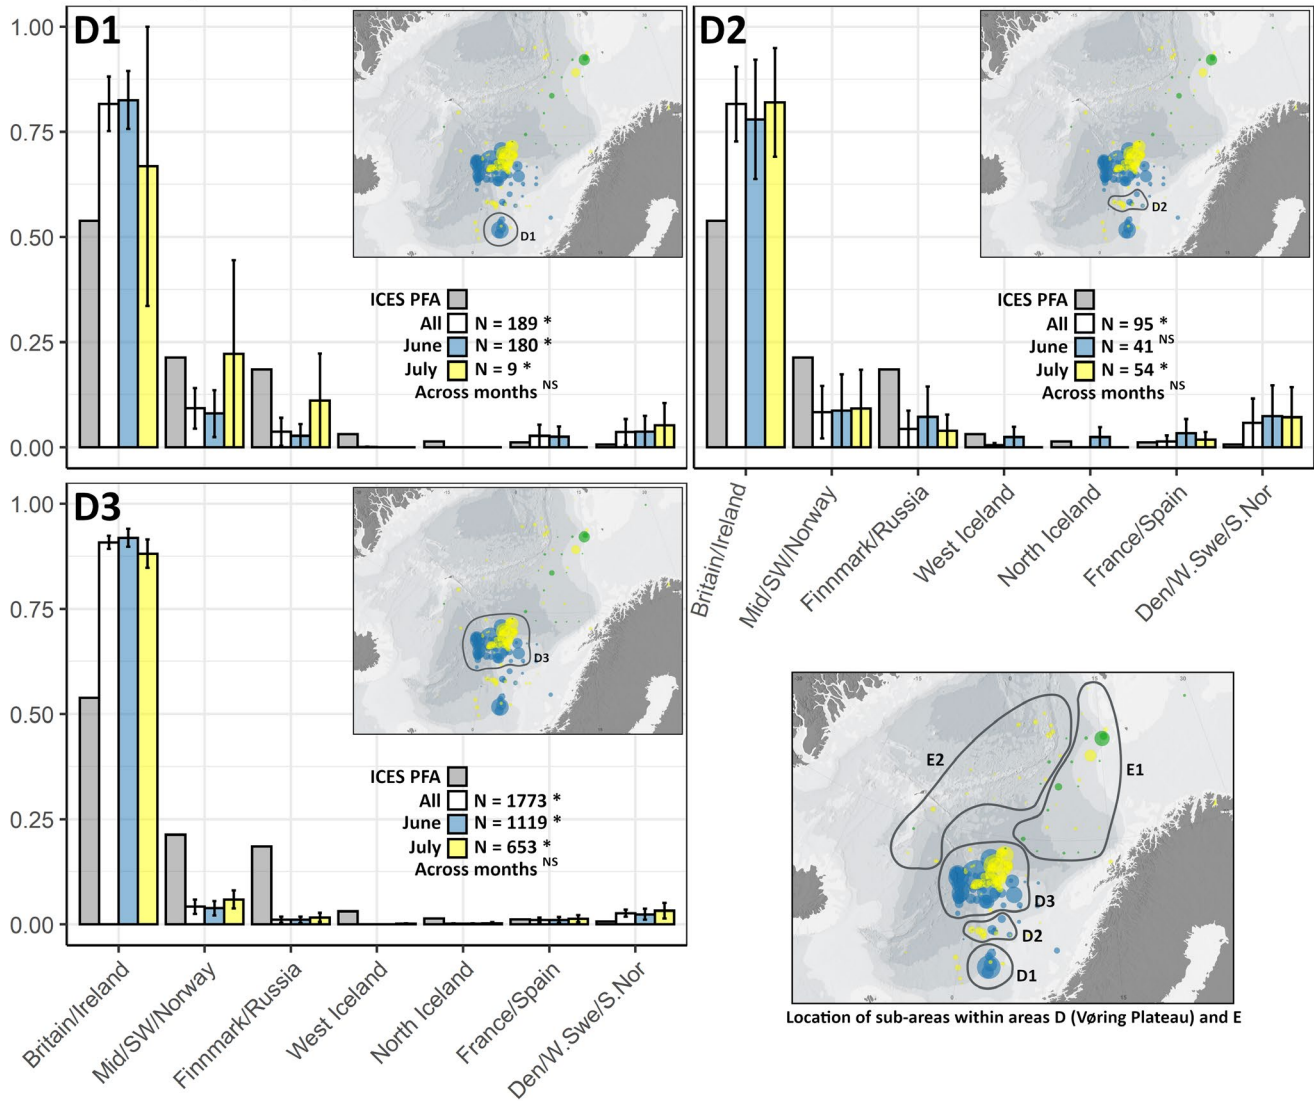 D1
1.00
0.75
0.50
0.25
0.00
D1
ICES PFA
All N = 189 *
June N = 180 *
July N = 9 *
Across months NS
D2
D2
ICES PFA
All N = 95 *
June N = 41 NS
July N = 54 *
Across months NS
Britain/Ireland
Mid/SW/Norway
Finnmark/Russia
West Iceland
North Iceland
France/Spain
Den/W.Swe/S.Nor
D3
1.00
0.75
0.50
0.25
0.00
D3
ICES PFA
All N = 1773 *
June N = 1119 *
July N = 653 *
Across months NS
Britain/Ireland
Mid/SW/Norway
Finnmark/Russia
West Iceland
North Iceland
France/Spain
Den/W.Swe/S.Nor
E2
E1
D3
D2
D1
Location of sub-areas within areas D (Vøring Plateau) and E